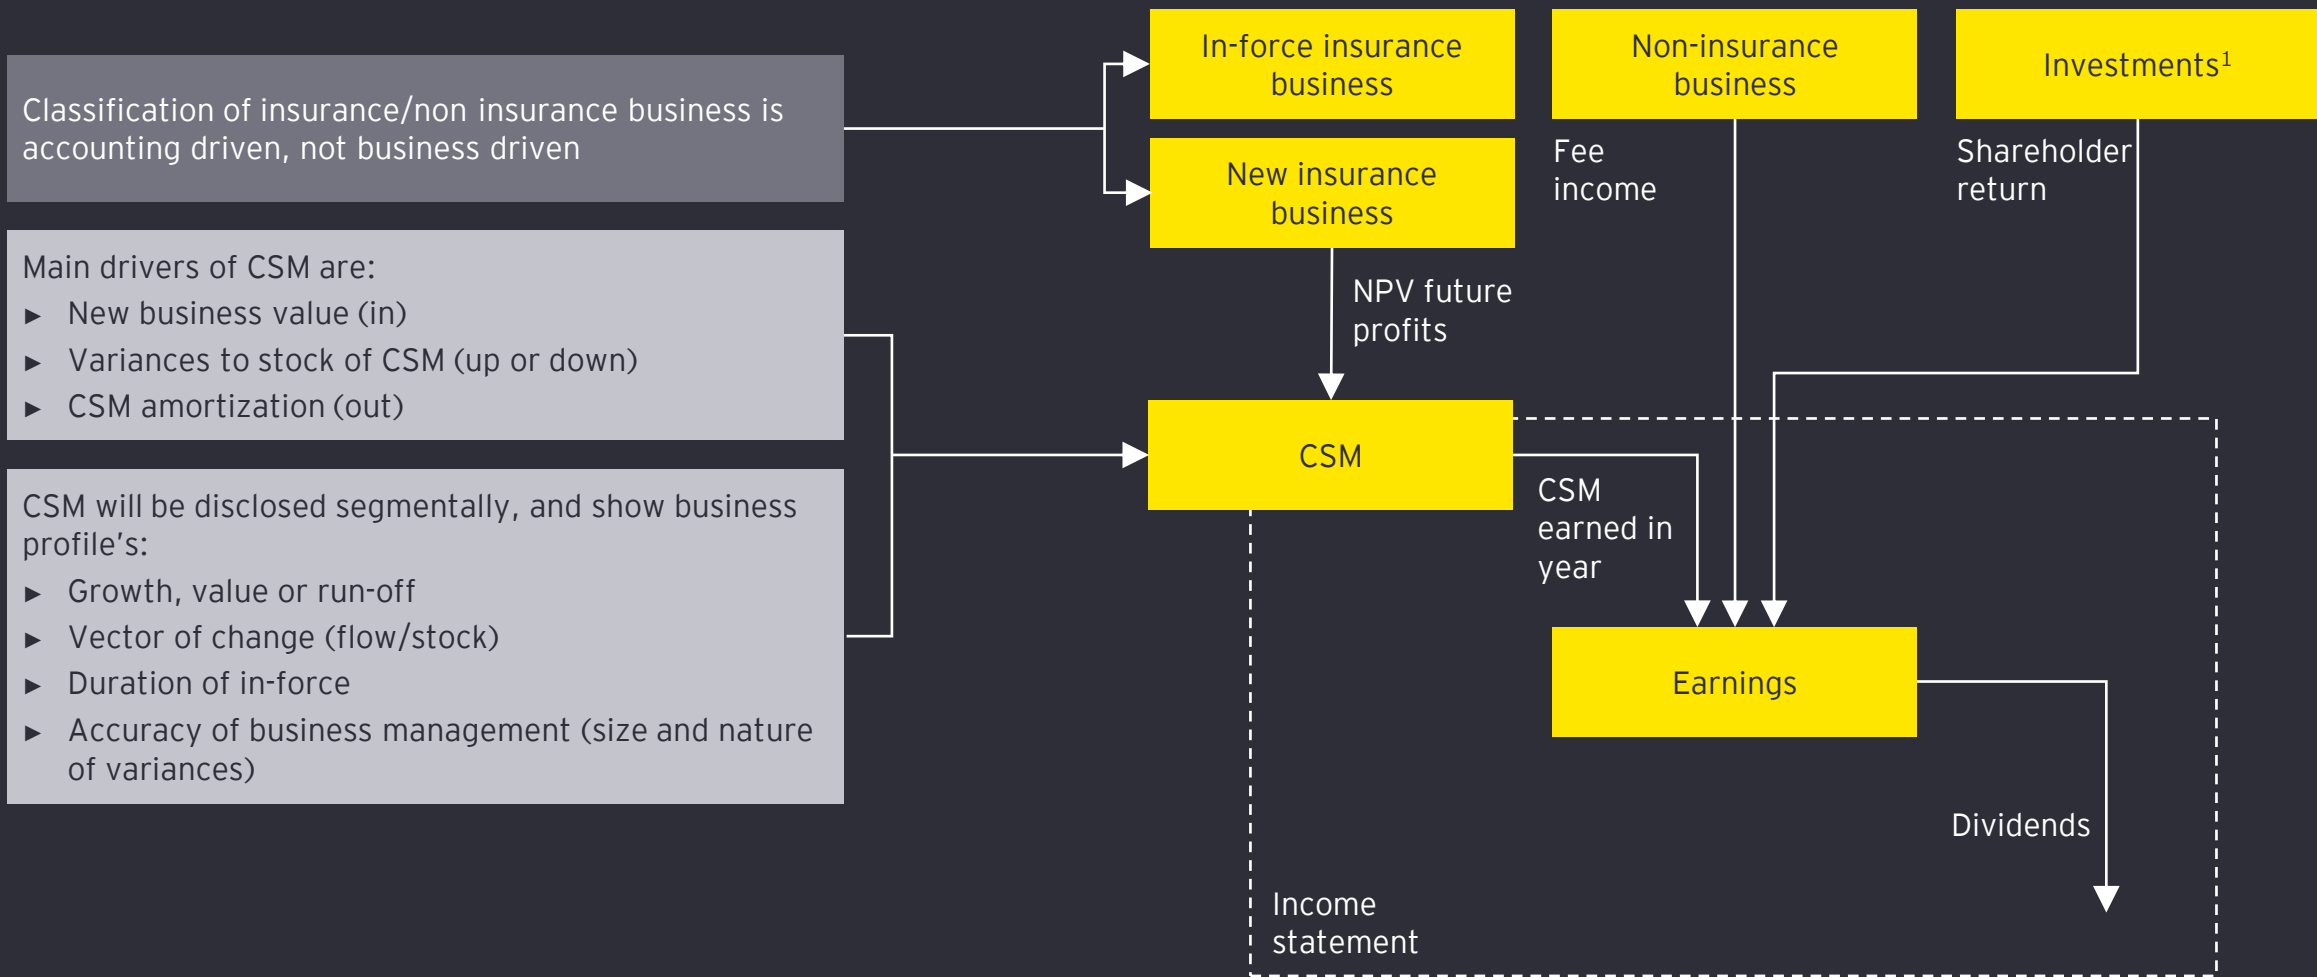 Classification of insurance/non insurance business is
accounting driven, not business driven
Main drivers of CSM are:
► New business value (in)
► Variances to stock of CSM (up or down)
► CSM amortization (out)
CSM will be disclosed segmentally, and show business
profile's:
► Growth, value or run-off
► Vector of change (flow/stock)
► Duration of in-force
► Accuracy of business management (size and nature
of variances)
In-force insurance
business
New insurance
business
Non-insurance
business
Investments¹
Fee
income
Shareholder
return
NPV future
profits
CSM
CSM
earned in
year
Earnings
Dividends
Income
statement